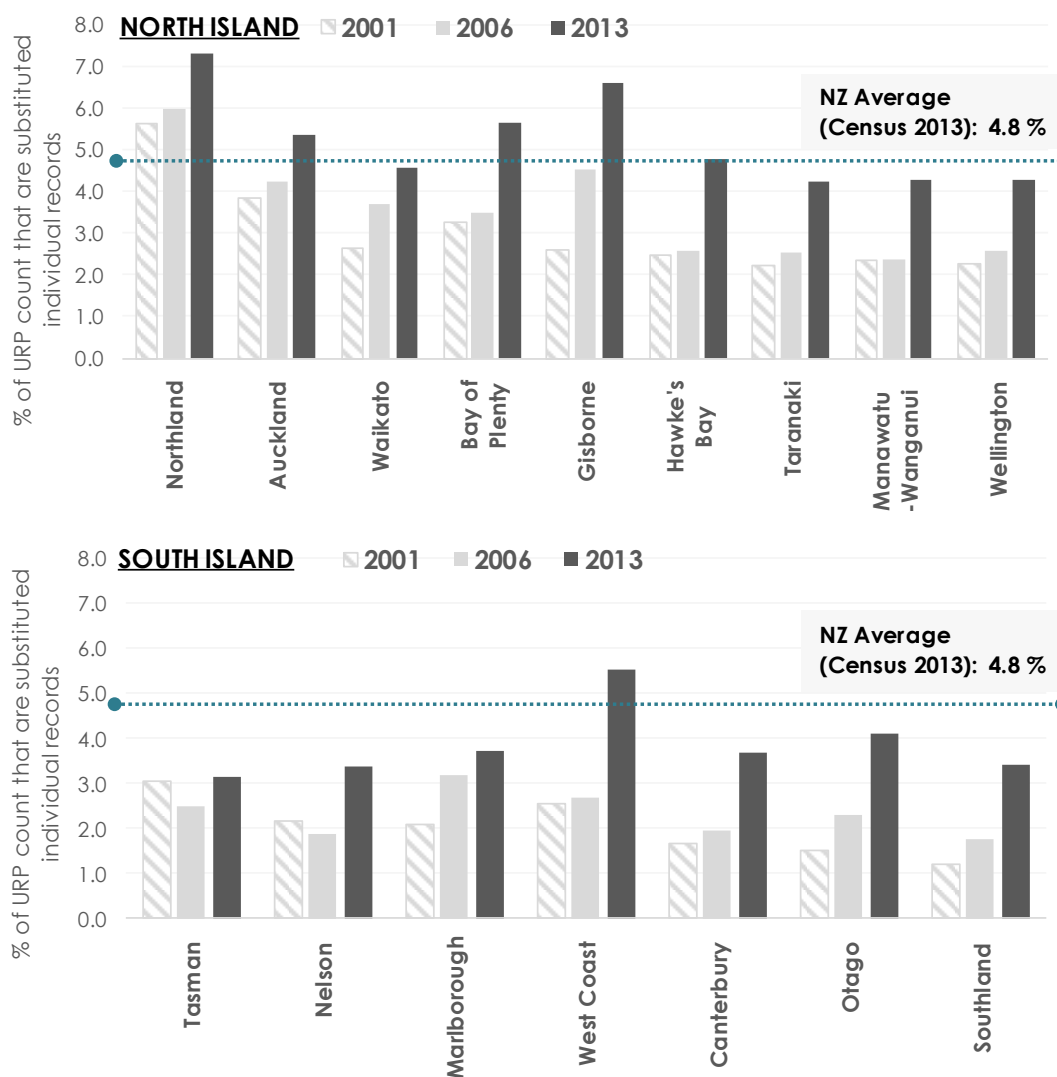 NORTH ISLAND 2001 2006 2013
% of URP count that are substituted
individual records
8.0
7.0
6.0
5.0
4.0
3.0
2.0
1.0
0.0
NZ Average
(Census 2013): 4.8 %
Northland
Auckland
Waikato
Bay of
Plenty
Gisborne
Hawke's
Bay
Taranaki
Manawatu
-Wanganui
Wellington
SOUTH ISLAND 2001 2006 2013
% of URP count that are substituted
individual records
8.0
7.0
6.0
5.0
4.0
3.0
2.0
1.0
0.0
NZ Average
(Census 2013): 4.8 %
Tasman
Nelson
Marlborough
West Coast
Canterbury
Otago
Southland